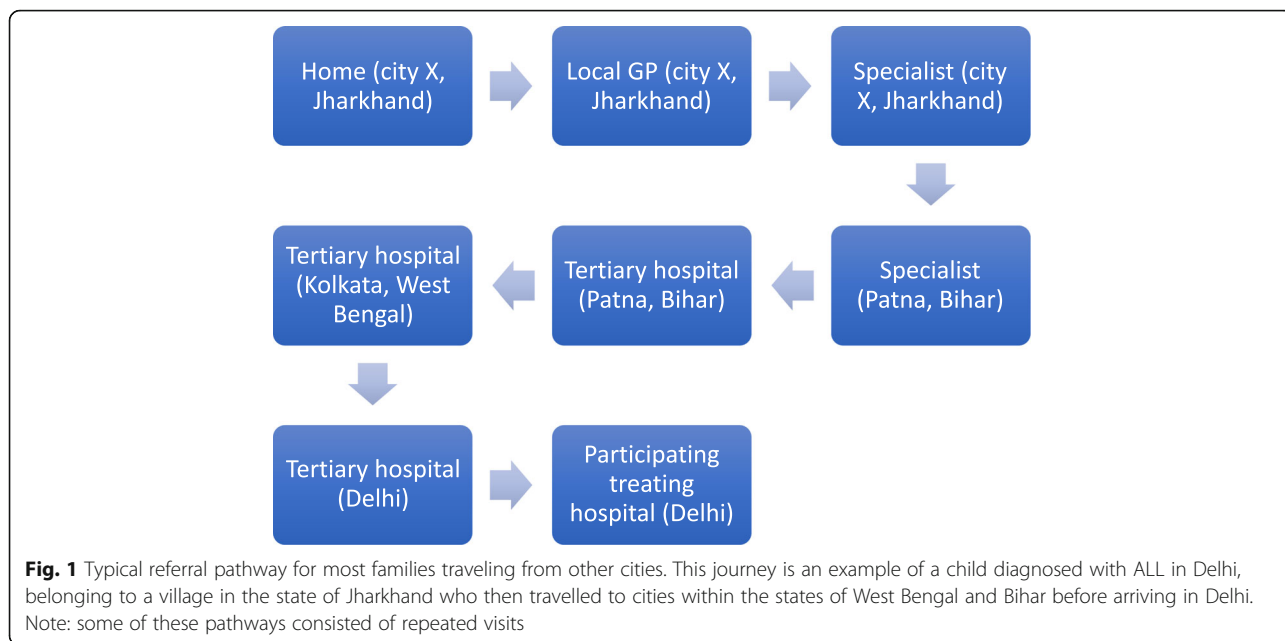 Home (city X,
Jharkhand)
Local GP (city X,
Jharkhand)
Specialist (city
X, Jharkhand)
Specialist
(Patna, Bihar)
Tertiary hospital
(Patna, Bihar)
Tertiary hospital
(Kolkata, West
Bengal)
Tertiary hospital
(Delhi)
Participating
treating
hospital (Delhi)
Fig. 1 Typical referral pathway for most families traveling from other cities. This journey is an example of a child diagnosed with ALL in Delhi,
belonging to a village in the state of Jharkhand who then travelled to cities within the states of West Bengal and Bihar before arriving in Delhi.
Note: some of these pathways consisted of repeated visits